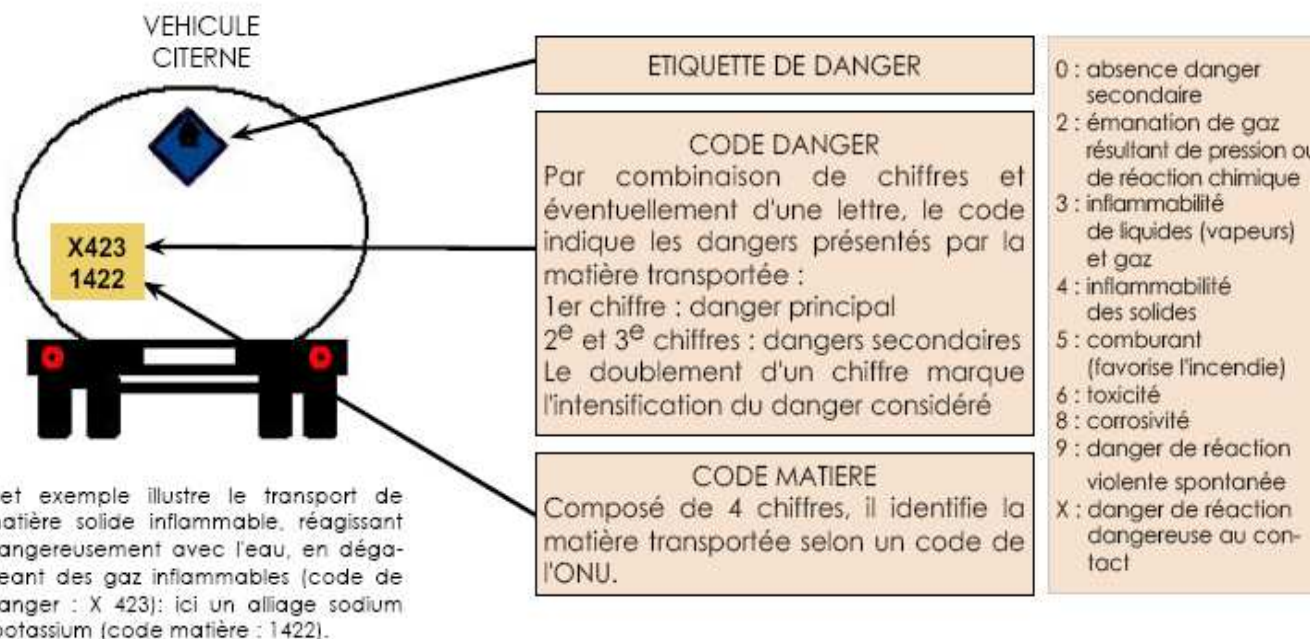 VEHICULE
CITERNE
X423
1422
et exemple illustre le transport de
matière solide inflammable, réagissant
dangereusement avec l'eau, en déga-
eant des gaz inflammables (code de
danger : X 423): ici un alliage sodium
potassium (code matière : 1422).
ETIQUETTE DE DANGER
CODE DANGER
Par combinaison de chiffres et
éventuellement d'une lettre, le code
indique les dangers présentés par la
matière transportée :
1er chiffre : danger principal
2e et 3e chiffres : dangers secondaires
Le doublement d'un chiffre marque
l'intensification du danger considéré
CODE MATIERE
Composé de 4 chiffres, il identifie la
matière transportée selon un code de
l'ONU.
0 : absence danger
secondaire
2 : émanation de gaz
résultant de pression ou
de réaction chimique
3 : inflammabilité
de liquides (vapeurs)
et gaz
4 : inflammabilité
des solides
5 : comburant
(favorise l'incendie)
6 : toxicité
8 : corrosivité
9 : danger de réaction
violente spontanée
X : danger de réaction
dangereuse au con-
tact